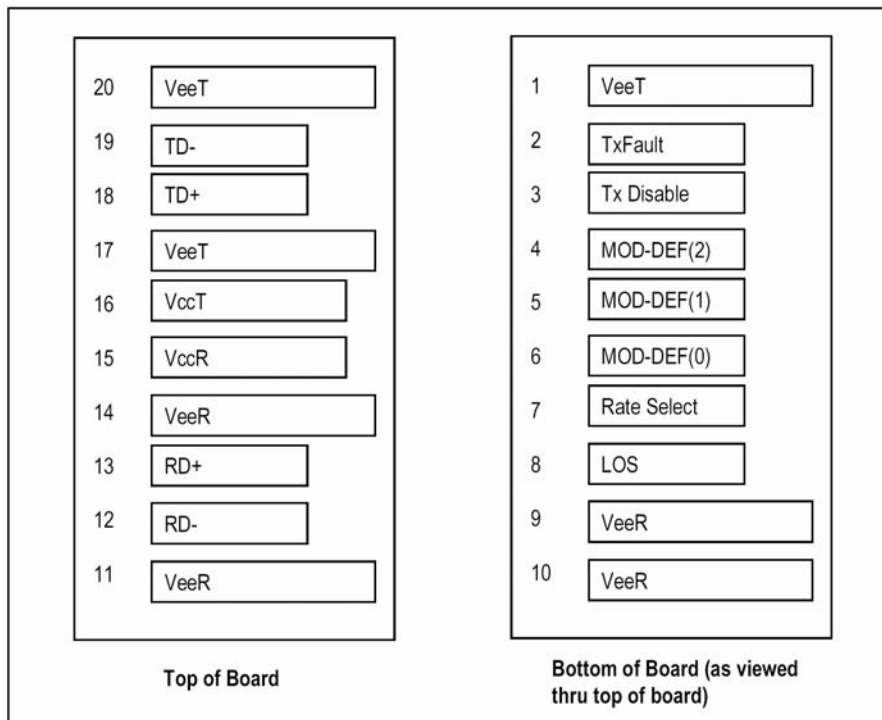 20 VeeT
19 TD-
18 TD+
17 VeeT
16 VccT
15 VccR
14 VeeR
13 RD+
12 RD-
11 VeeR
Top of Board
1 VeeT
2 TxFault
3 Tx Disable
4 MOD-DEF(2)
5 MOD-DEF(1)
6 MOD-DEF(0)
7 Rate Select
8 LOS
9 VeeR
10 VeeR
Bottom of Board (as viewed
thru top of board)